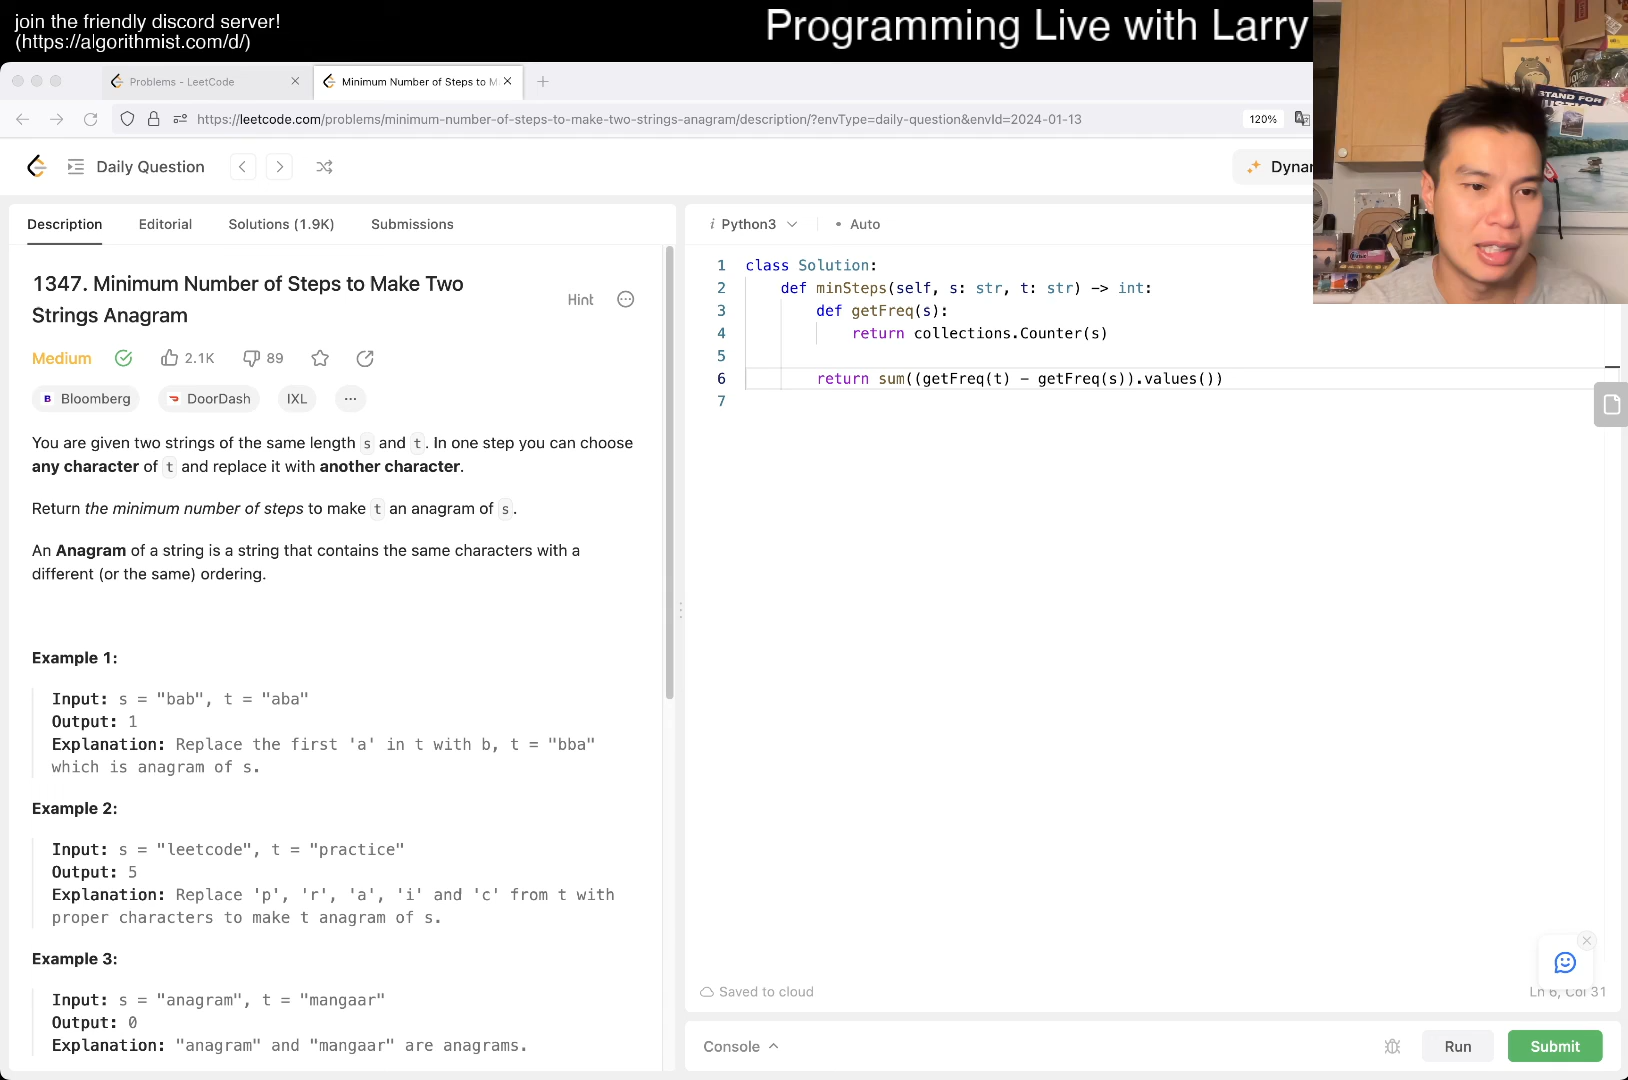 join the friendly discord server!
(https://algorithmist.com/d/)
Programming Live with Larry
Problems - LeetCode
Minimum Number of Steps to M
https://leetcode.com/problems/minimum-number-of-steps-to-make-two-strings-anagram/description/?envType=daily-question&envId=2024-01-13
120%
Daily Question
Dynam
STAND FOR
Description
Editorial
Solutions (1.9K)
Submissions
1347. Minimum Number of Steps to Make Two
Strings Anagram
Hint
Medium
2.1K
89
B Bloomberg
DoorDash
IXL
...
You are given two strings of the same length s and t. In one step you can choose
any character of t and replace it with another character.
Return the minimum number of steps to make t an anagram of s.
An Anagram of a string is a string that contains the same characters with a
different (or the same) ordering.
Example 1:
Input: s = "bab", t = "aba"
Output: 1
Explanation: Replace the first 'a' in t with b, t = "bba"
which is anagram of s.
Example 2:
Input: s = "leetcode", t = "practice"
Output: 5
Explanation: Replace 'p', 'r', 'a', 'i' and 'c' from t with
proper characters to make t anagram of s.
Example 3:
Input: s = "anagram", t = "mangaar"
Output: 0
Explanation: "anagram" and "mangaar" are anagrams.
i Python3
• Auto
1 class Solution:
2 def minSteps(self, s: str, t: str) -> int:
3 def getFreq(s):
4 return collections.Counter(s)
5
6 return sum((getFreq(t) - getFreq(s)).values())
7
Saved to cloud
Ln 6, Col 31
Console
Run
Submit